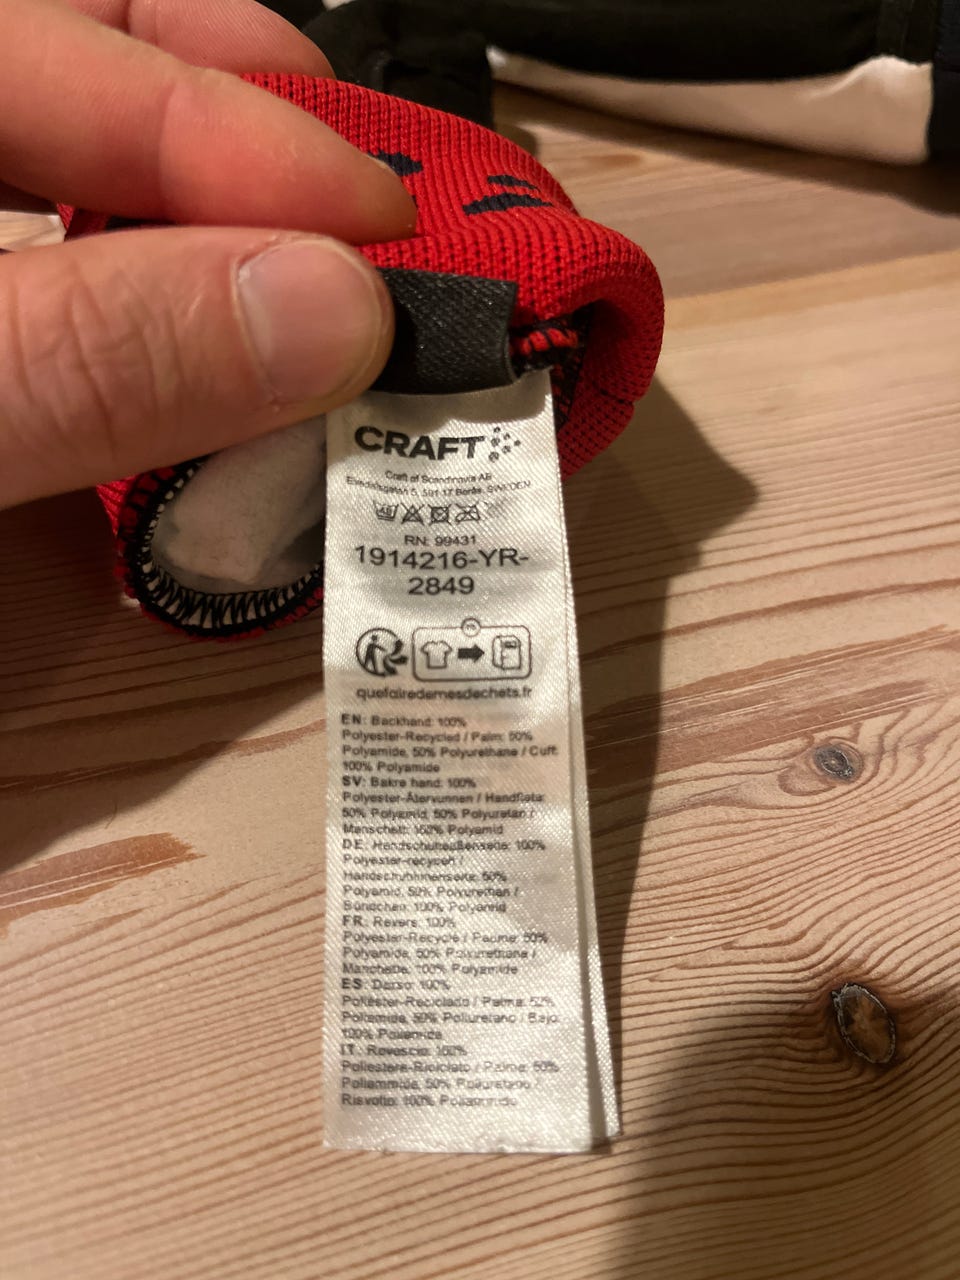 CRAFT
Craft of Scandinavia AB
Evedalsgatan 5, 501 17 Borås, SWEDEN
40
RN: 99431
1914216-YR-
2849
FR
quefairedemesdechets.fr
EN: Backhand: 100%
Polyester-Recycled / Palm: 50%
Polyamide, 50% Polyurethane / Cuff:
100% Polyamide
SV: Bakre hand: 100%
Polyester-Återvunnen / Handflata:
50% Polyamid, 50% Polyuretan /
Manschett: 100% Polyamid
DE: Handschuhaußenseite: 100%
Polyester-recycelt /
Handschuhinnenseite: 50%
Polyamid, 50% Polyurethan /
Bündchen: 100% Polyamid
FR: Revers: 100%
Polyester-Recyclé / Paume: 50%
Polyamide, 50% Polyuréthane /
Manchette: 100% Polyamide
ES: Dorso: 100%
Poliéster-Reciclado / Palma: 50%
Poliamida, 50% Poliuretano / Bajo:
100% Poliamida
IT: Rovescio: 100%
Poliestere-Riciclato / Palmo: 50%
Poliammide, 50% Poliuretano /
Risvolto: 100% Poliammide